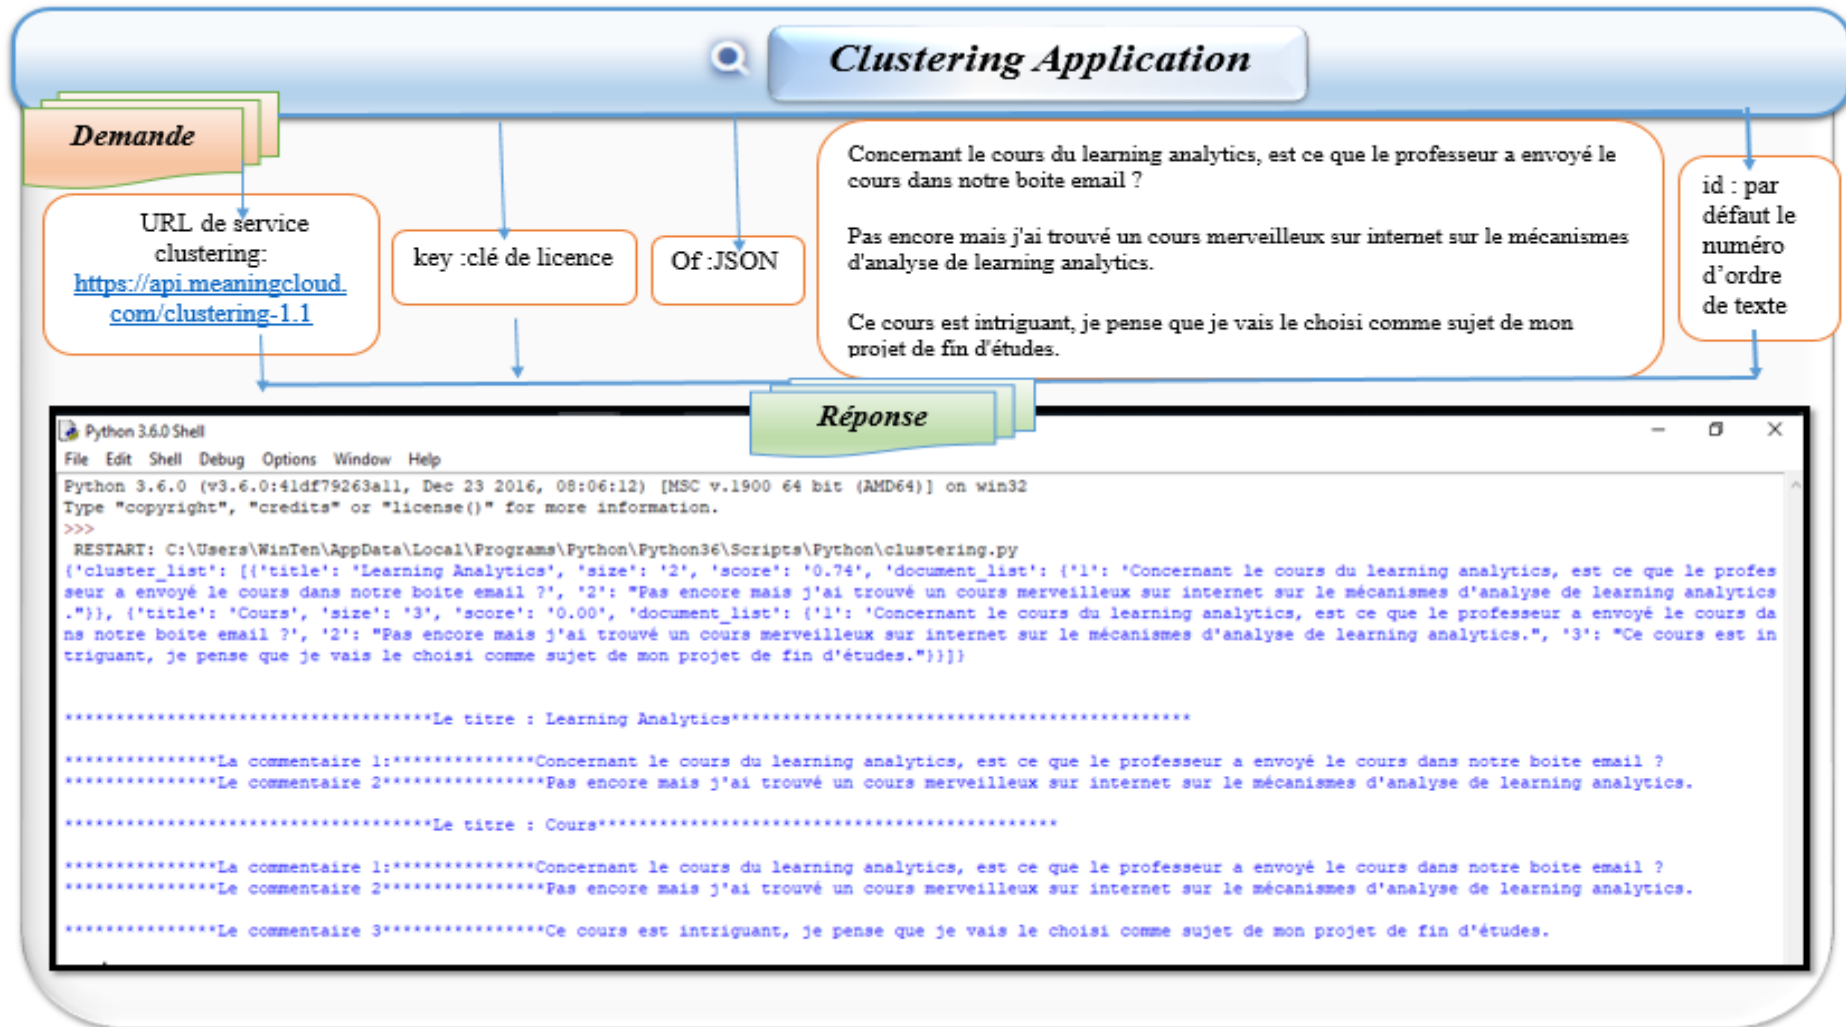 Clustering Application
Demande
URL de service
clustering:
https://api.meaningcloud.
com/clustering-1.1
key :clé de licence
Of :JSON
Concernant le cours du learning analytics, est ce que le professeur a envoyé le
cours dans notre boite email ?
Pas encore mais j'ai trouvé un cours merveilleux sur internet sur le mécanismes
d'analyse de learning analytics.
Ce cours est intriguant, je pense que je vais le choisi comme sujet de mon
projet de fin d'études.
id : par
défaut le
numéro
d’ordre
de texte
Réponse
Python 3.6.0 Shell
File Edit Shell Debug Options Window Help
Python 3.6.0 (v3.6.0:41df79263a11, Dec 23 2016, 08:06:12) [MSC v.1900 64 bit (AMD64)] on win32
Type "copyright", "credits" or "license()" for more information.
>>>
RESTART: C:\Users\WinTen\AppData\Local\Programs\Python\Python36\Scripts\Python\clustering.py
{'cluster_list': [{'title': 'Learning Analytics', 'size': '2', 'score': '0.74', 'document_list': {'1': 'Concernant le cours du learning analytics, est ce que le profes
seur a envoyé le cours dans notre boite email ?', '2': "Pas encore mais j'ai trouvé un cours merveilleux sur internet sur le mécanismes d'analyse de learning analytics
."}}, {'title': 'Cours', 'size': '3', 'score': '0.00', 'document_list': {'1': 'Concernant le cours du learning analytics, est ce que le professeur a envoyé le cours da
ns notre boite email ?', '2': "Pas encore mais j'ai trouvé un cours merveilleux sur internet sur le mécanismes d'analyse de learning analytics.", '3': "Ce cours est in
triguant, je pense que je vais le choisi comme sujet de mon projet de fin d'études."}}]}
************************************Le titre : Learning Analytics*********************************************
***************La commentaire 1:**************Concernant le cours du learning analytics, est ce que le professeur a envoyé le cours dans notre boite email ?
***************Le commentaire 2****************Pas encore mais j'ai trouvé un cours merveilleux sur internet sur le mécanismes d'analyse de learning analytics.
************************************Le titre : Cours*********************************************
***************La commentaire 1:**************Concernant le cours du learning analytics, est ce que le professeur a envoyé le cours dans notre boite email ?
***************Le commentaire 2****************Pas encore mais j'ai trouvé un cours merveilleux sur internet sur le mécanismes d'analyse de learning analytics.
***************Le commentaire 3****************Ce cours est intriguant, je pense que je vais le choisi comme sujet de mon projet de fin d'études.